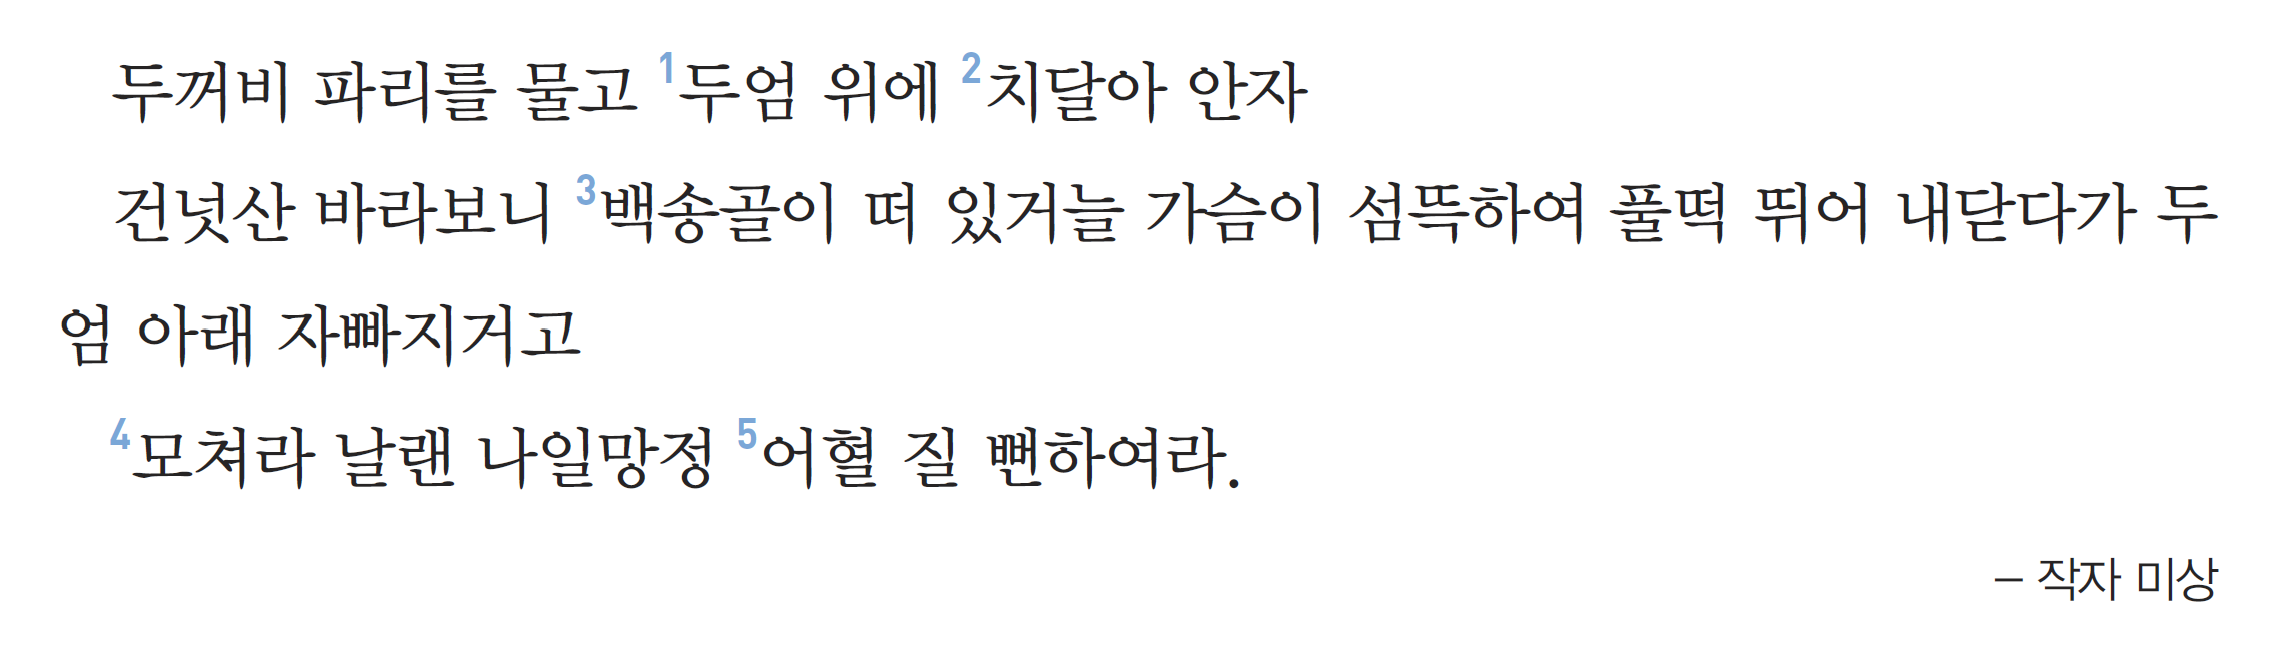 두꺼비 파리를 물고 1두엄 위에 2치달아 안자
건넛산 바라보니 3백송골이 떠 있거늘 가슴이 섬뜩하여 풀떡 뛰어 내닫다가 두
엄 아래 자빠지거고
4모쳐라 날랜 나일망정 5어혈 질 뻔하여라.
– 작자 미상